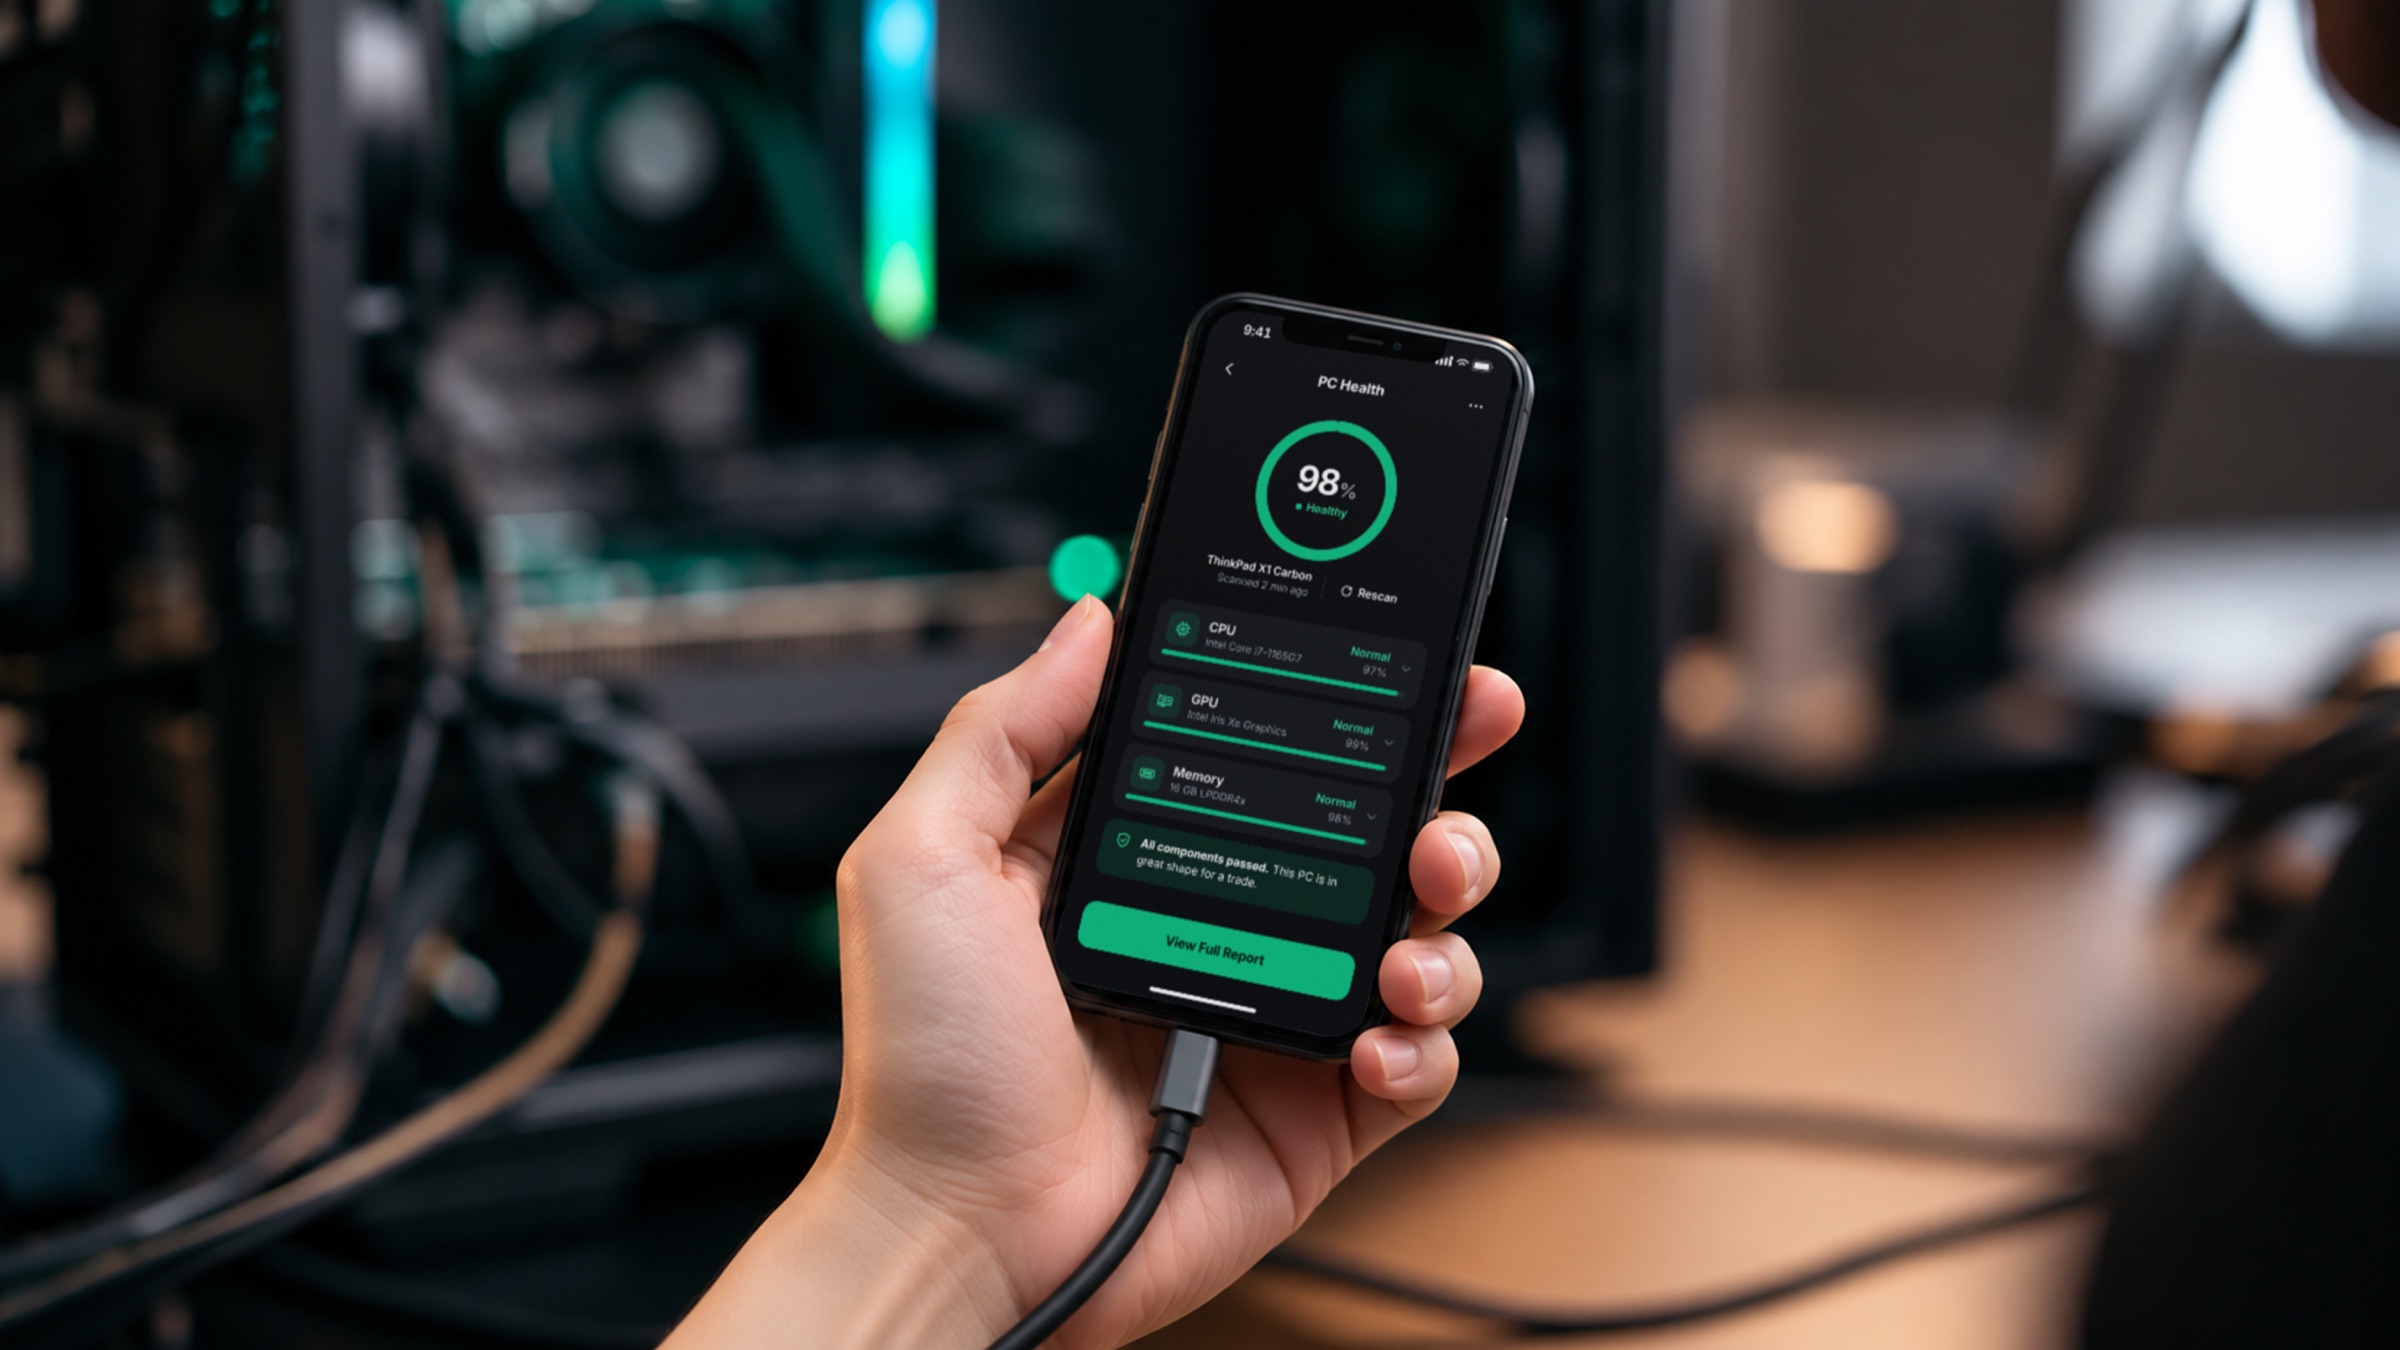 9:41
PC Health
98%
Healthy
ThinkPad X1 Carbon
Scanned 2 min ago
Rescan
CPU
Intel Core i7-1165G7
Normal
97%
GPU
Intel Iris Xe Graphics
Normal
99%
Memory
16 GB LPDDR4x
Normal
98%
All components passed. This PC is in
great shape for a trade.
View Full Report